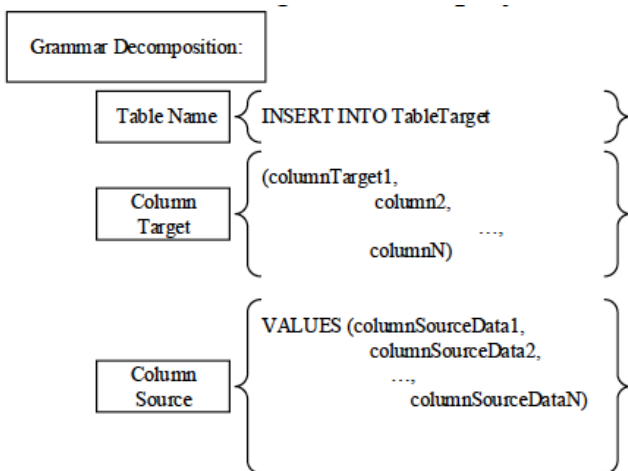 Grammar Decomposition:
Table Name
INSERT INTO TableTarget
Column
Target
(columnTarget1,
column2,
…,
columnN)
Column
Source
VALUES (columnSourceData1,
columnSourceData2,
…,
columnSourceDataN)